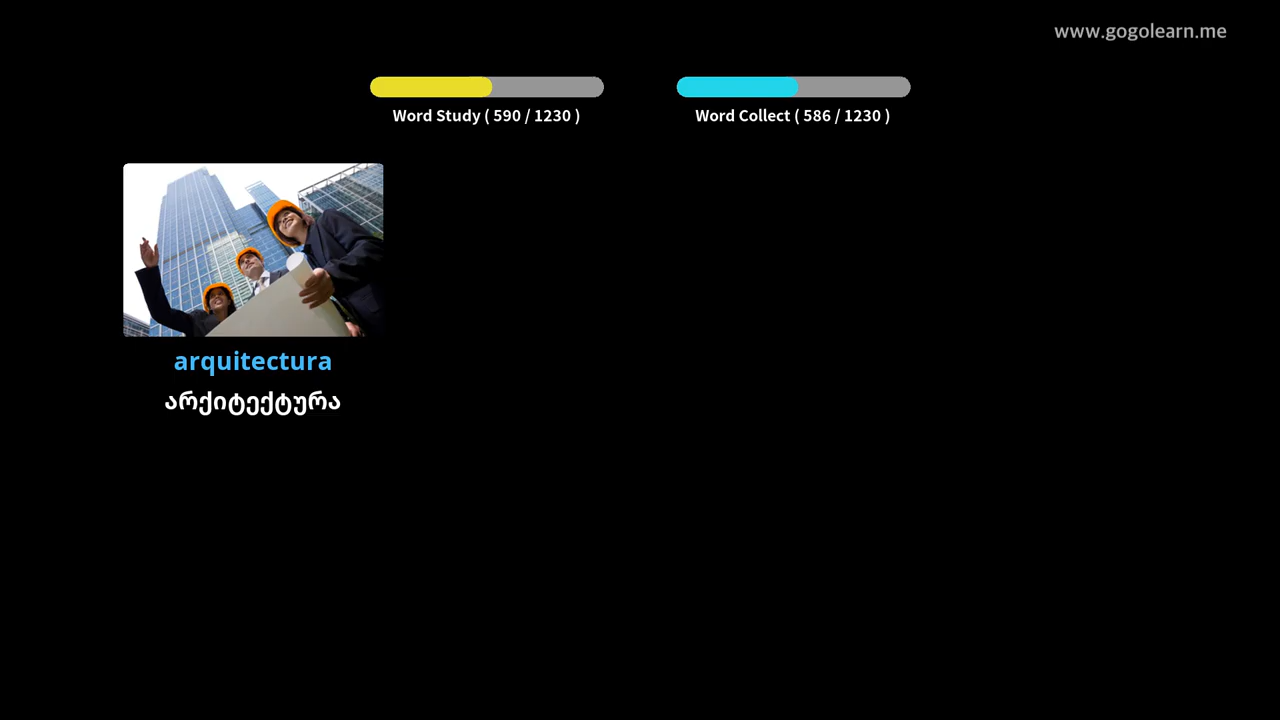 www.gogolearn.me
Word Study ( 590 / 1230 )
Word Collect ( 586 / 1230 )
arquitectura
არქიტექტურა